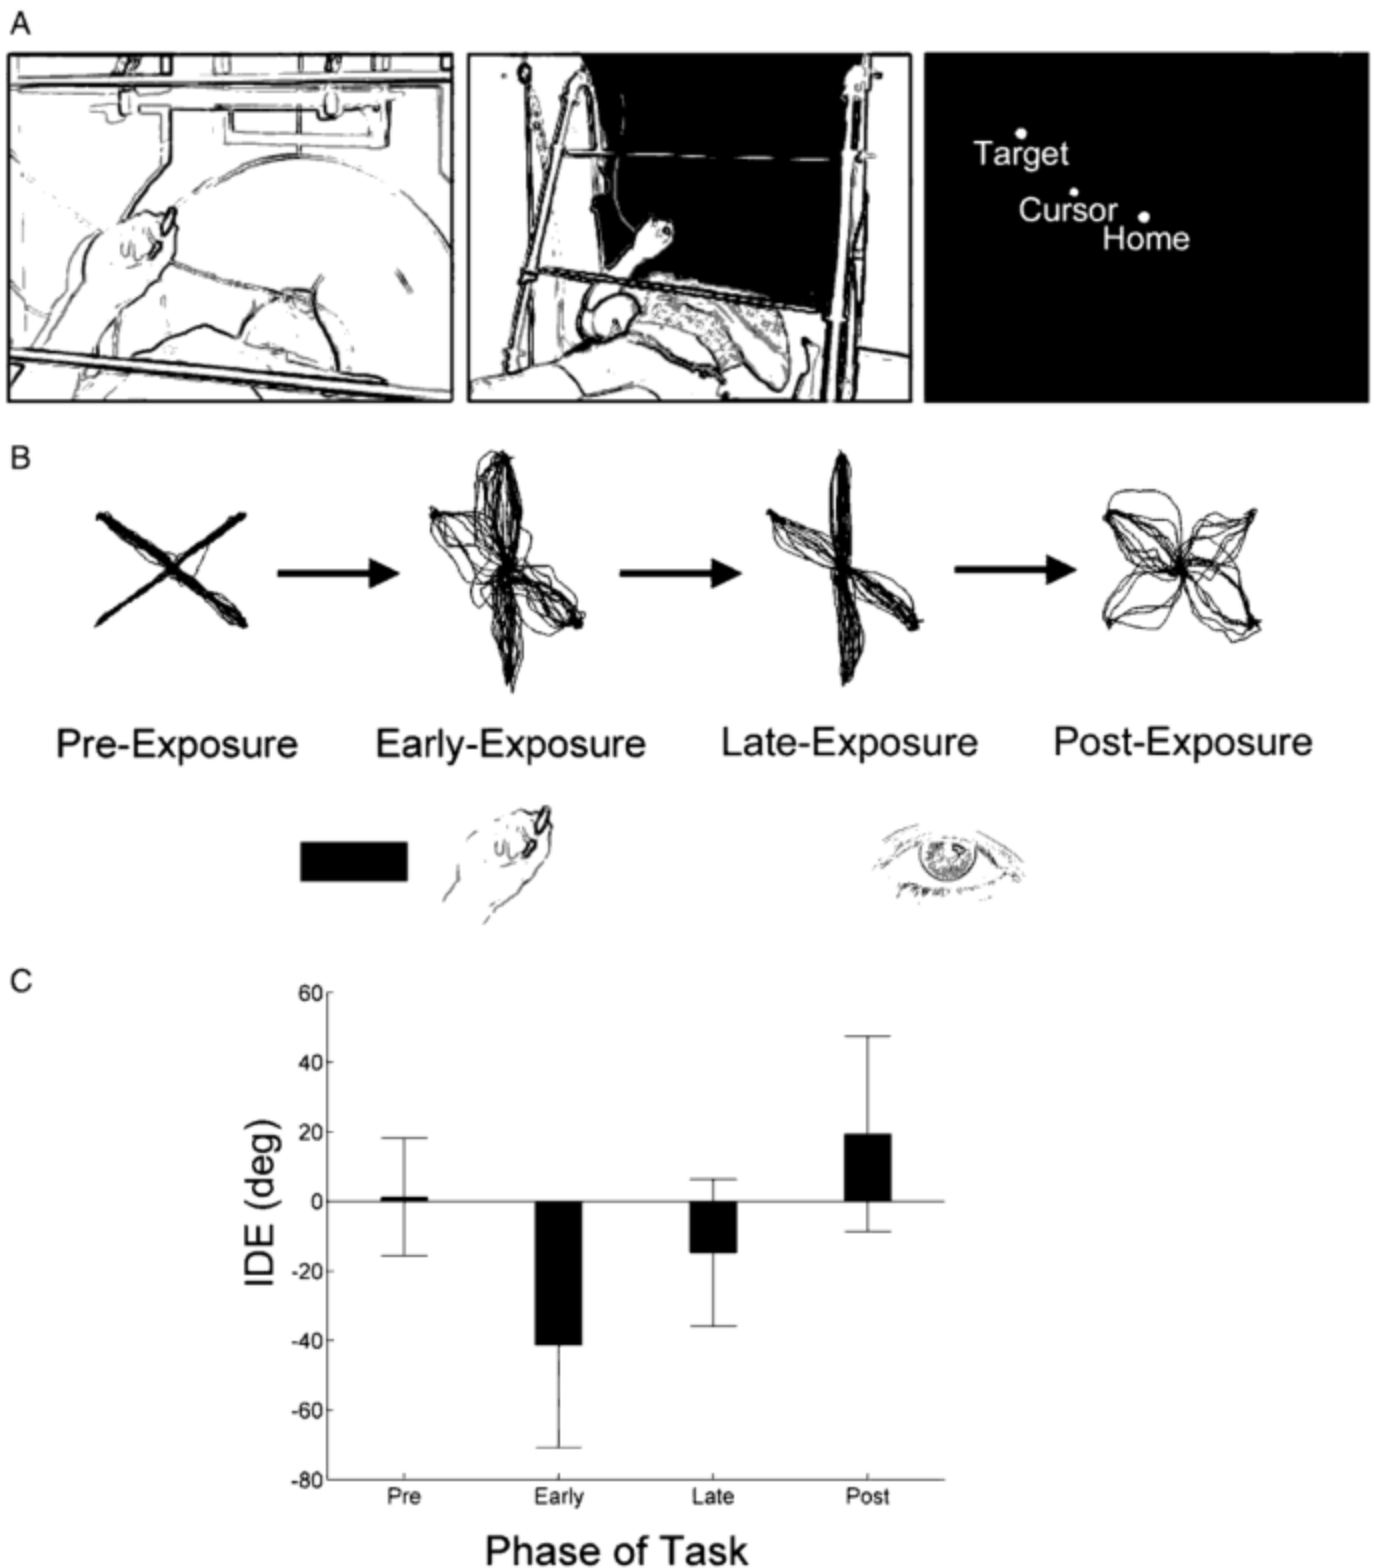 A
Target
Cursor
Home
B
Pre-Exposure
Early-Exposure
Late-Exposure
Post-Exposure
C
60
40
20
0
-20
-40
-60
-80
IDE (deg)
Pre
Early
Late
Post
Phase of Task